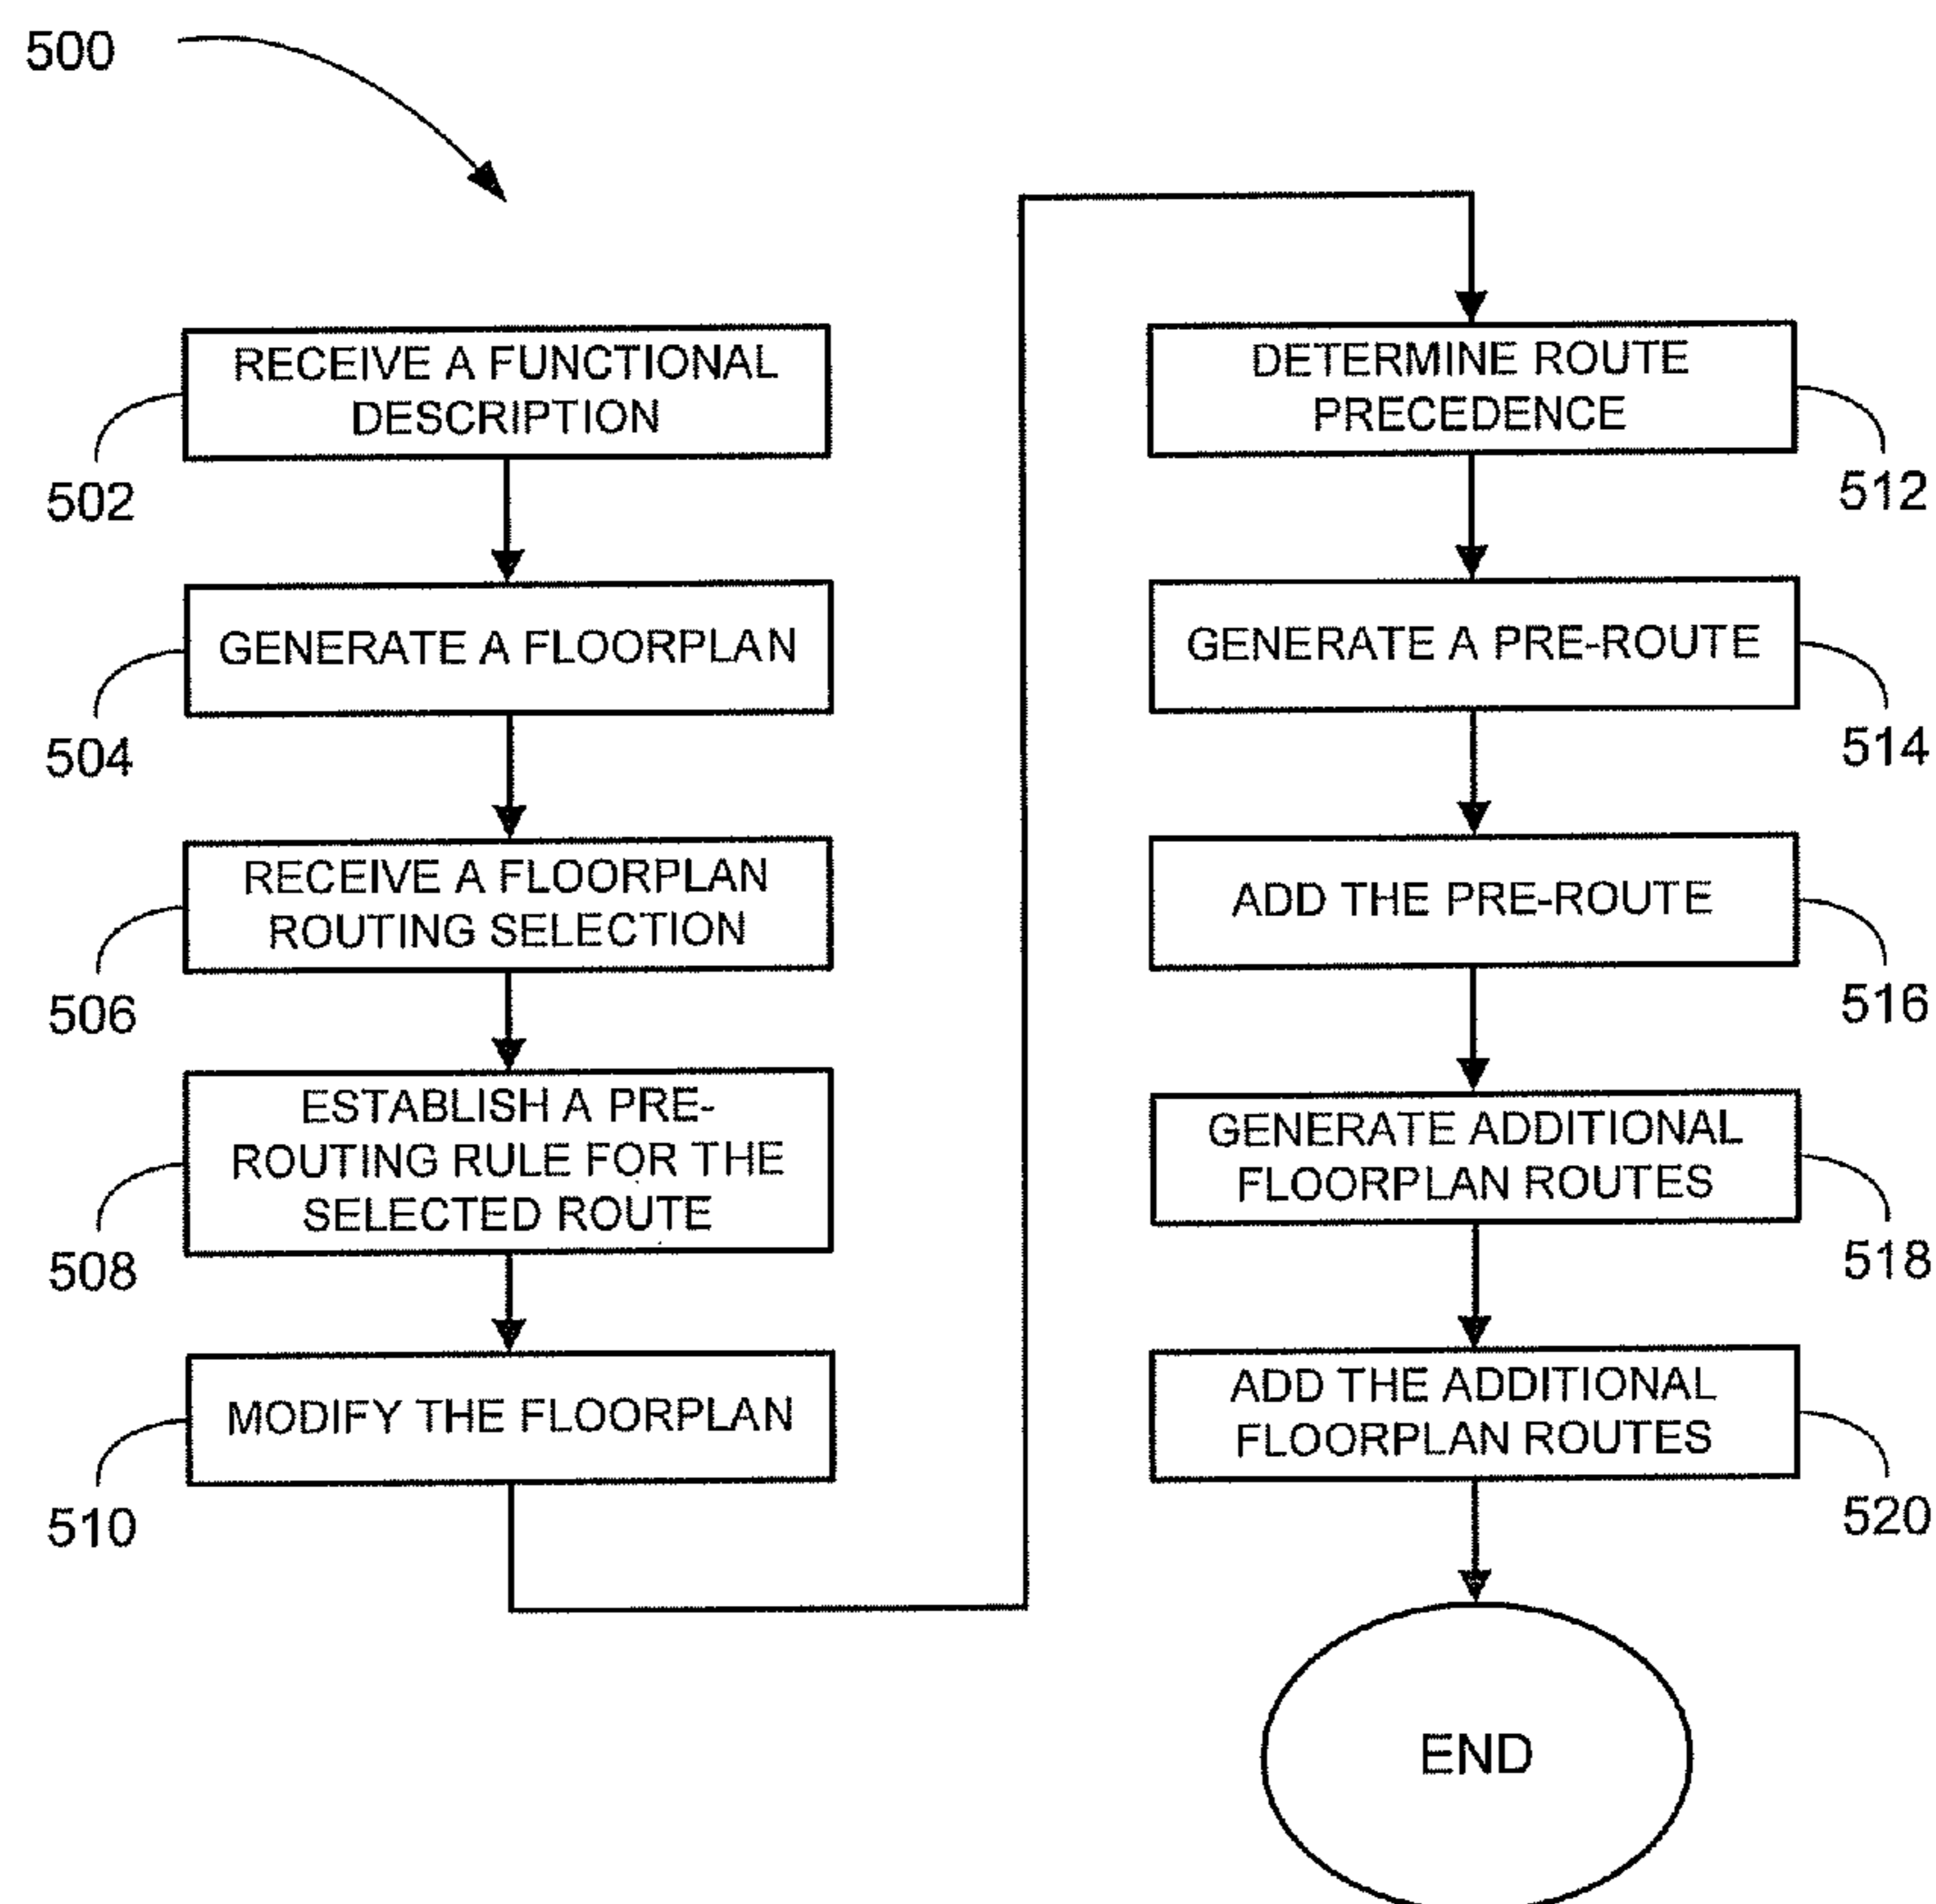 500
RECEIVE A FUNCTIONAL
DESCRIPTION
502
GENERATE A FLOORPLAN
504
RECEIVE A FLOORPLAN
ROUTING SELECTION
506
ESTABLISH A PRE-
ROUTING RULE FOR THE
SELECTED ROUTE
508
MODIFY THE FLOORPLAN
510
DETERMINE ROUTE
PRECEDENCE
512
GENERATE A PRE-ROUTE
514
ADD THE PRE-ROUTE
516
GENERATE ADDITIONAL
FLOORPLAN ROUTES
518
ADD THE ADDITIONAL
FLOORPLAN ROUTES
520
END